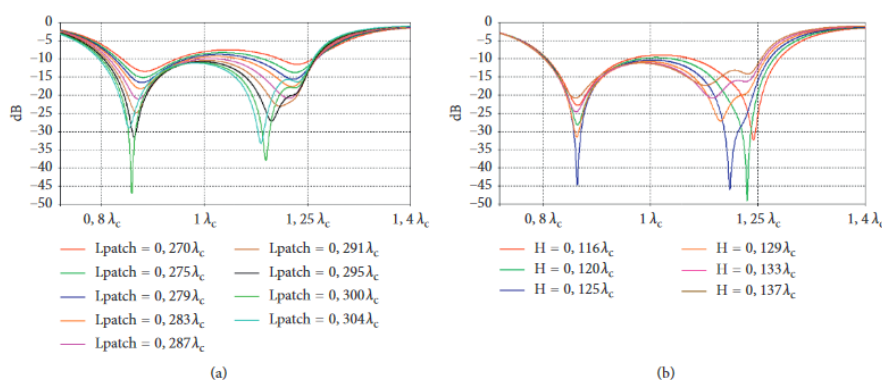 0
−5
−10
−15
−20
−25
−30
−35
−40
−45
−50
dB
0, 8 λc
1 λc
1, 25 λc
1, 4 λc
Lpatch = 0, 270λc
Lpatch = 0, 275λc
Lpatch = 0, 279λc
Lpatch = 0, 283λc
Lpatch = 0, 287λc
Lpatch = 0, 291λc
Lpatch = 0, 295λc
Lpatch = 0, 300λc
Lpatch = 0, 304λc
(a)
0
−5
−10
−15
−20
−25
−30
−35
−40
−45
−50
dB
0, 8 λc
1 λc
1, 25 λc
1, 4 λc
H = 0, 116λc
H = 0, 120λc
H = 0, 125λc
H = 0, 129λc
H = 0, 133λc
H = 0, 137λc
(b)